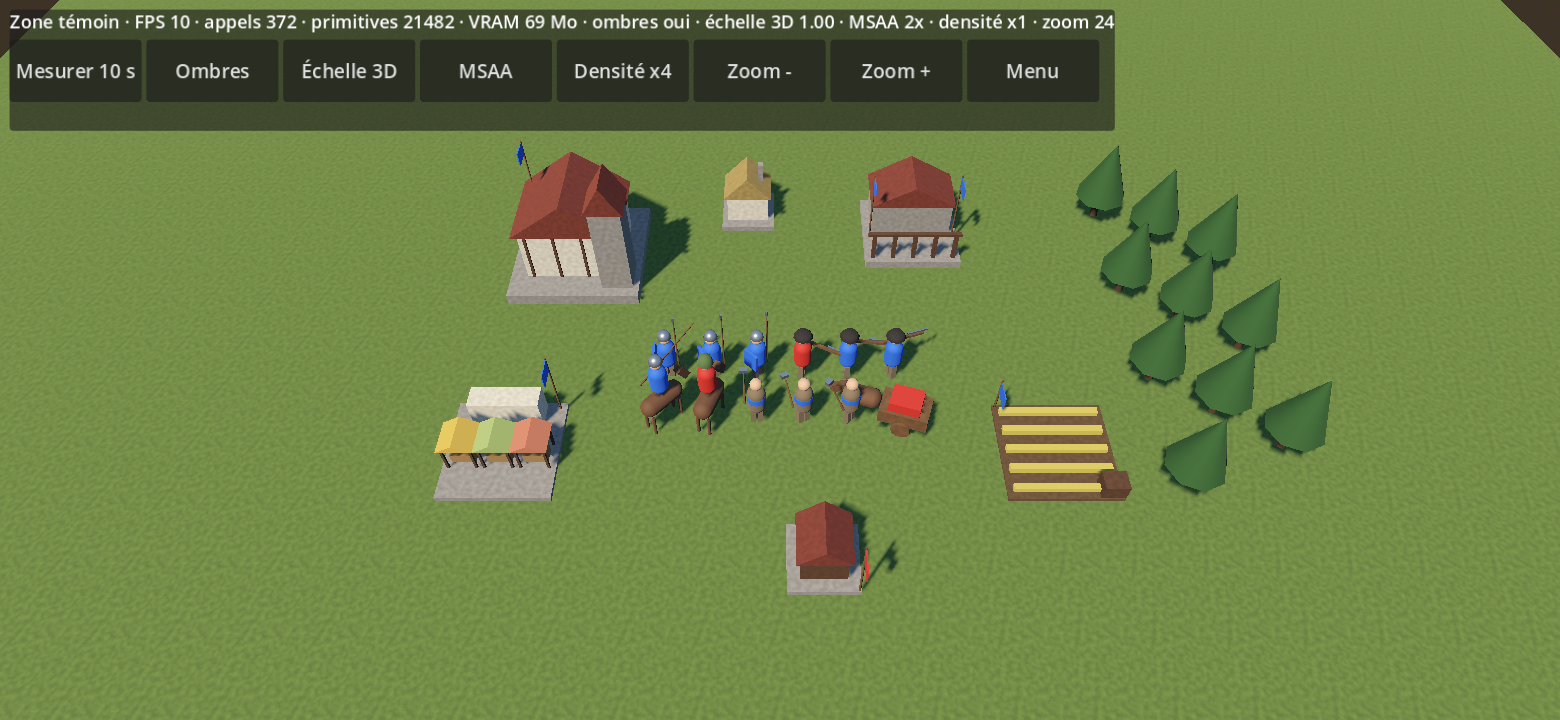 Zone témoin · FPS 10 · appels 372 · primitives 21482 · VRAM 69 Mo · ombres oui · échelle 3D 1.00 · MSAA 2x · densité x1 · zoom 24
Mesurer 10 s
Ombres
Échelle 3D
MSAA
Densité x4
Zoom -
Zoom +
Menu